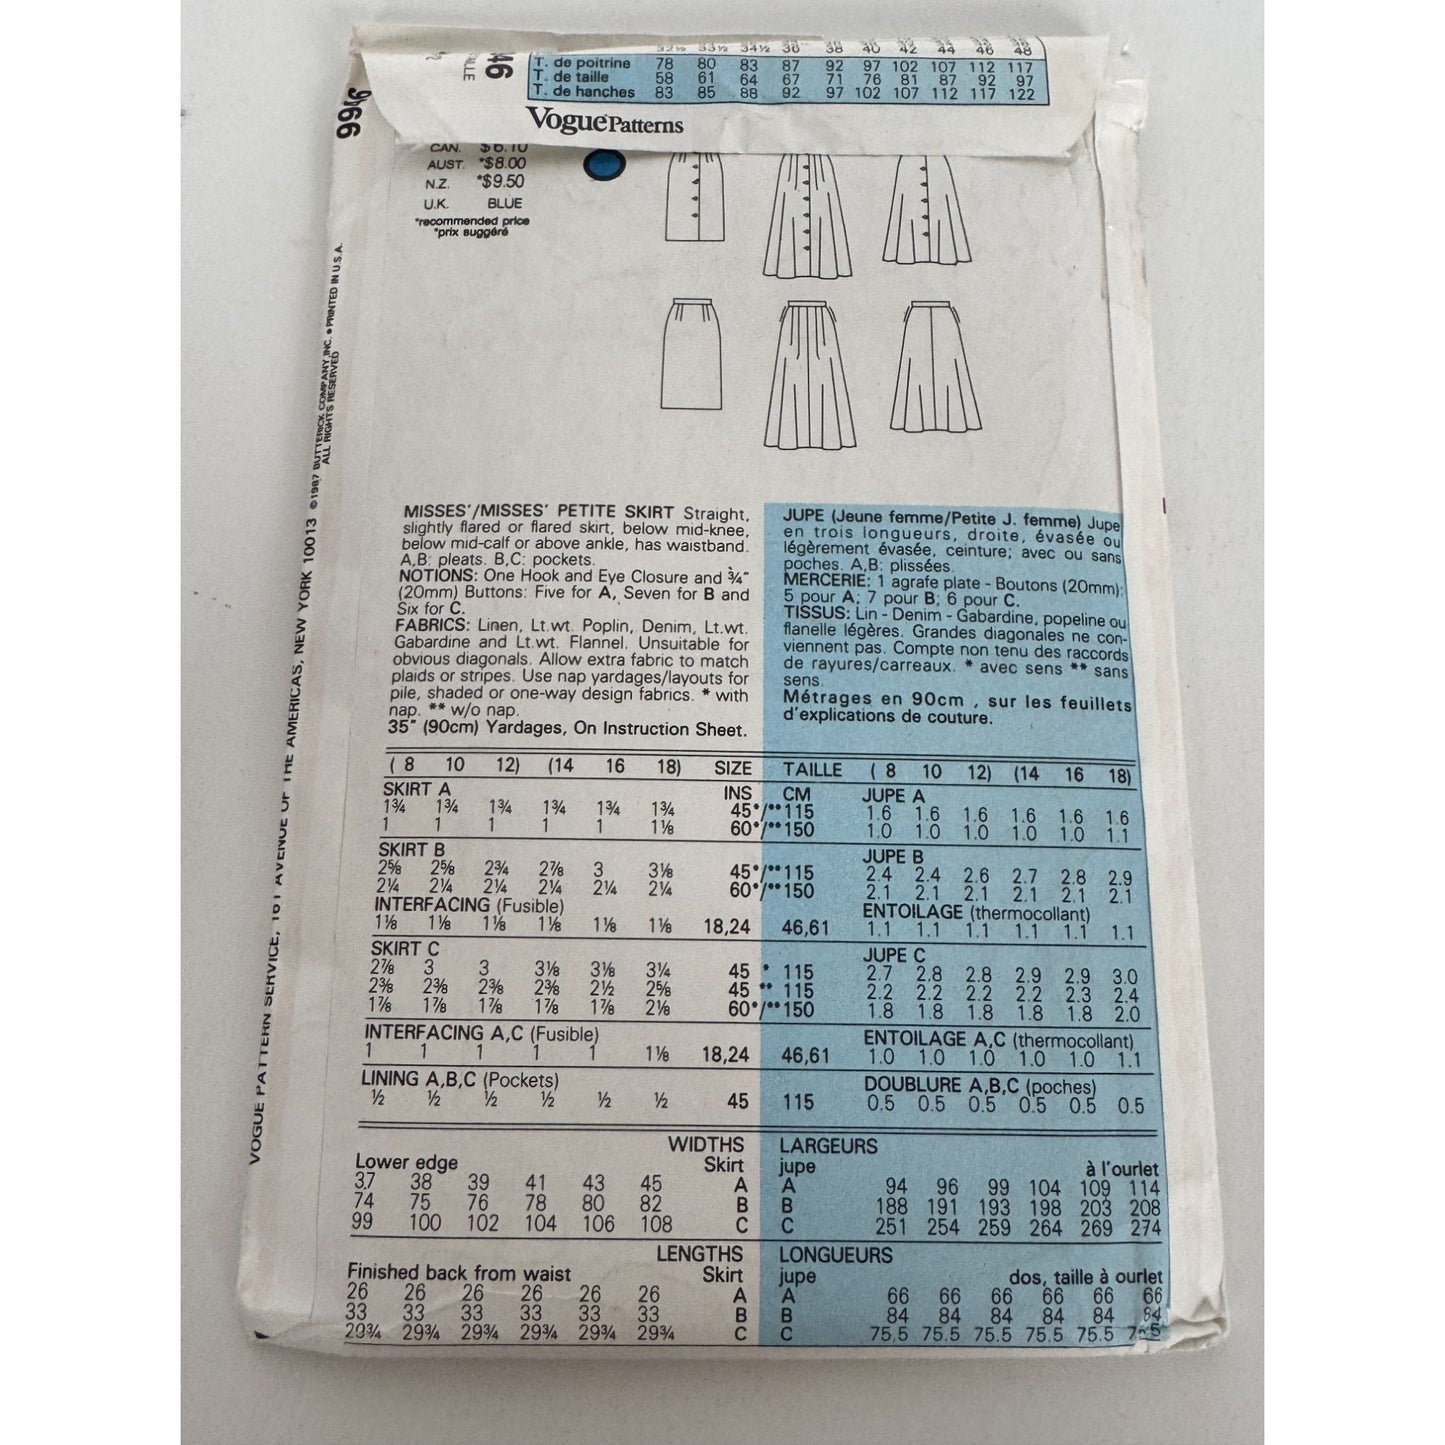 46
AILLE
½
32½ 33½ 34½ 36 38 40 42 44 46 48
T. de poitrine 78 80 83 87 92 97 102 107 112 117
T. de taille 58 61 64 67 71 76 81 87 92 97
T. de hanches 83 85 88 92 97 102 107 112 117 122
Vogue Patterns
9966
CAN. $6.10
AUST. *$8.00
N.Z. *$9.50
U.K. BLUE
*recommended price
*prix suggéré
VOGUE PATTERN SERVICE, 161 AVENUE OF THE AMERICAS, NEW YORK 10013 ©1987 BUTTERICK COMPANY, INC. • PRINTED IN U.S.A.
ALL RIGHTS RESERVED
MISSES'/MISSES' PETITE SKIRT Straight,
slightly flared or flared skirt, below mid-knee,
below mid-calf or above ankle, has waistband.
A,B: pleats. B,C: pockets.
NOTIONS: One Hook and Eye Closure and ¾"
(20mm) Buttons: Five for A, Seven for B and
Six for C.
FABRICS: Linen, Lt.wt. Poplin, Denim, Lt.wt.
Gabardine and Lt.wt. Flannel. Unsuitable for
obvious diagonals. Allow extra fabric to match
plaids or stripes. Use nap yardages/layouts for
pile, shaded or one-way design fabrics. * with
nap. ** w/o nap.
35" (90cm) Yardages, On Instruction Sheet.
JUPE (Jeune femme/Petite J. femme) Jupe
en trois longueurs, droite, évasée ou
légèrement évasée, ceinture; avec ou sans
poches. A,B: plissées.
MERCERIE: 1 agrafe plate - Boutons (20mm):
5 pour A; 7 pour B; 6 pour C.
TISSUS: Lin - Denim - Gabardine, popeline ou
flanelle légères. Grandes diagonales ne con-
viennent pas. Compte non tenu des raccords
de rayures/carreaux. * avec sens ** sans
sens.
Métrages en 90cm , sur les feuillets
d'explications de couture.
( 8 10 12) (14 16 18) SIZE TAILLE ( 8 10 12) (14 16 18)
SKIRT A INS CM JUPE A
1¾ 1¾ 1¾ 1¾ 1¾ 1¾ 45*/**115 1.6 1.6 1.6 1.6 1.6 1.6
1 1 1 1 1 1⅛ 60*/**150 1.0 1.0 1.0 1.0 1.0 1.1
SKIRT B JUPE B
2⅝ 2⅝ 2¾ 2⅞ 3 3⅛ 45*/**115 2.4 2.4 2.6 2.7 2.8 2.9
2¼ 2¼ 2¼ 2¼ 2¼ 2¼ 60*/**150 2.1 2.1 2.1 2.1 2.1 2.1
INTERFACING (Fusible) ENTOILAGE (thermocollant)
1⅛ 1⅛ 1⅛ 1⅛ 1⅛ 1⅛ 18,24 46,61 1.1 1.1 1.1 1.1 1.1 1.1
SKIRT C JUPE C
2⅞ 3 3 3⅛ 3⅛ 3¼ 45 * 115 2.7 2.8 2.8 2.9 2.9 3.0
2⅜ 2⅜ 2⅜ 2⅜ 2½ 2⅝ 45 ** 115 2.2 2.2 2.2 2.2 2.3 2.4
1⅞ 1⅞ 1⅞ 1⅞ 1⅞ 2⅛ 60*/**150 1.8 1.8 1.8 1.8 1.8 2.0
INTERFACING A,C (Fusible) ENTOILAGE A,C (thermocollant)
1 1 1 1 1 1⅛ 18,24 46,61 1.0 1.0 1.0 1.0 1.0 1.1
LINING A,B,C (Pockets) DOUBLURE A,B,C (poches)
½ ½ ½ ½ ½ ½ 45 115 0.5 0.5 0.5 0.5 0.5 0.5
WIDTHS LARGEURS
Lower edge Skirt jupe à l'ourlet
37 38 39 41 43 45 A A 94 96 99 104 109 114
74 75 76 78 80 82 B B 188 191 193 198 203 208
99 100 102 104 106 108 C C 251 254 259 264 269 274
LENGTHS LONGUEURS
Finished back from waist Skirt jupe dos, taille à ourlet
26 26 26 26 26 26 A A 66 66 66 66 66 66
33 33 33 33 33 33 B B 84 84 84 84 84 84
29¾ 29¾ 29¾ 29¾ 29¾ 29¾ C C 75.5 75.5 75.5 75.5 75.5 75.5